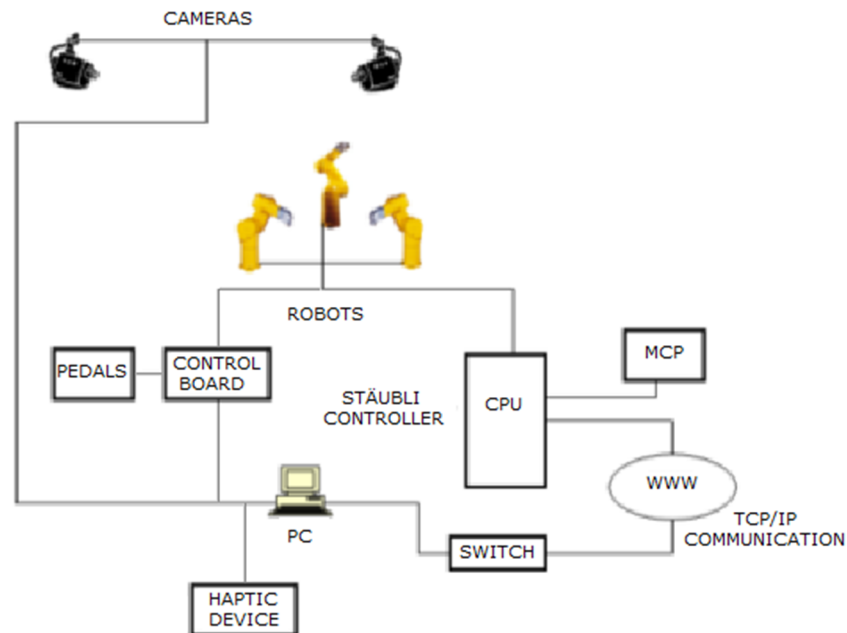 CAMERAS
ROBOTS
PEDALS
CONTROL
BOARD
STÄUBLI
CONTROLLER
CPU
MCP
WWW
TCP/IP
COMMUNICATION
PC
SWITCH
HAPTIC
DEVICE